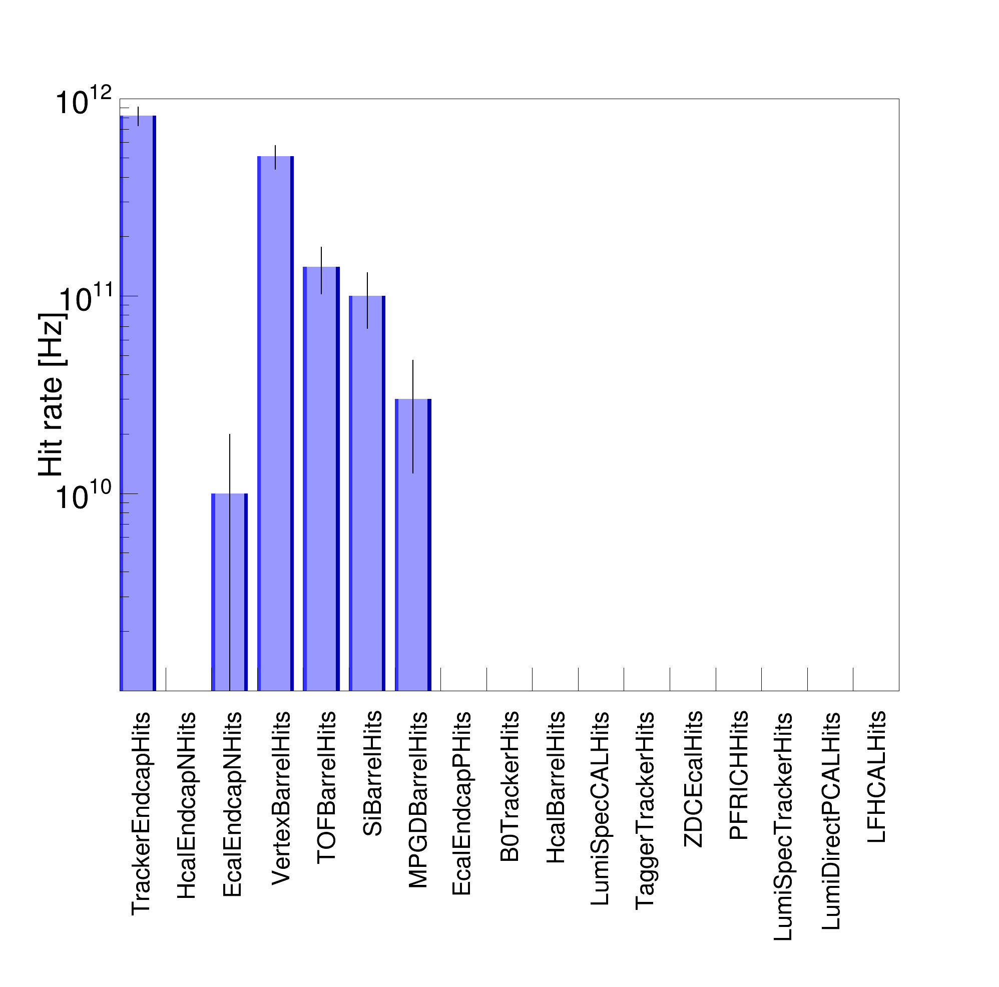 Hit rate [Hz]
10^12
10^11
10^10
TrackerEndcapHits
HcalEndcapNHits
EcalEndcapNHits
VertexBarrelHits
TOFBarrelHits
SiBarrelHits
MPGDBarrelHits
EcalEndcapPHits
B0TrackerHits
HcalBarrelHits
LumiSpecCALHits
TaggerTrackerHits
ZDCEcalHits
PFRICHHits
LumiSpecTrackerHits
LumiDirectPCALHits
LFHCALHits